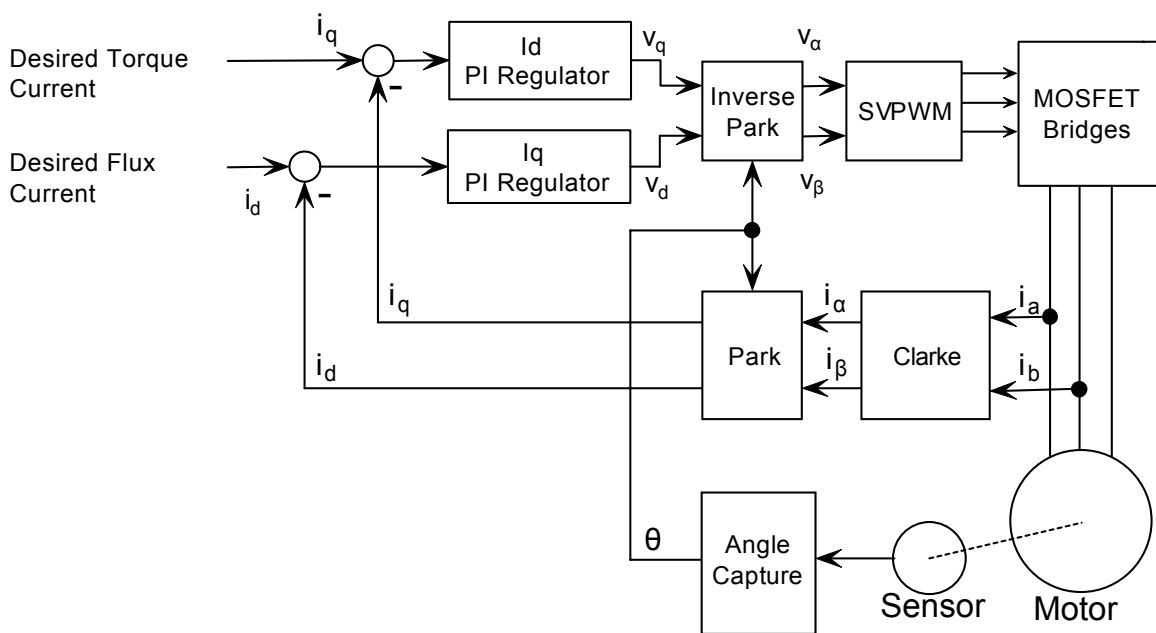 Desired Torque
Current
i_q
-
Id
PI Regulator
v_q
Inverse
Park
v_α
SVPWM
MOSFET
Bridges
Desired Flux
Current
i_d
-
Iq
PI Regulator
v_d
v_β
i_q
i_d
Park
i_α
i_β
Clarke
i_a
i_b
θ
Angle
Capture
Sensor
Motor